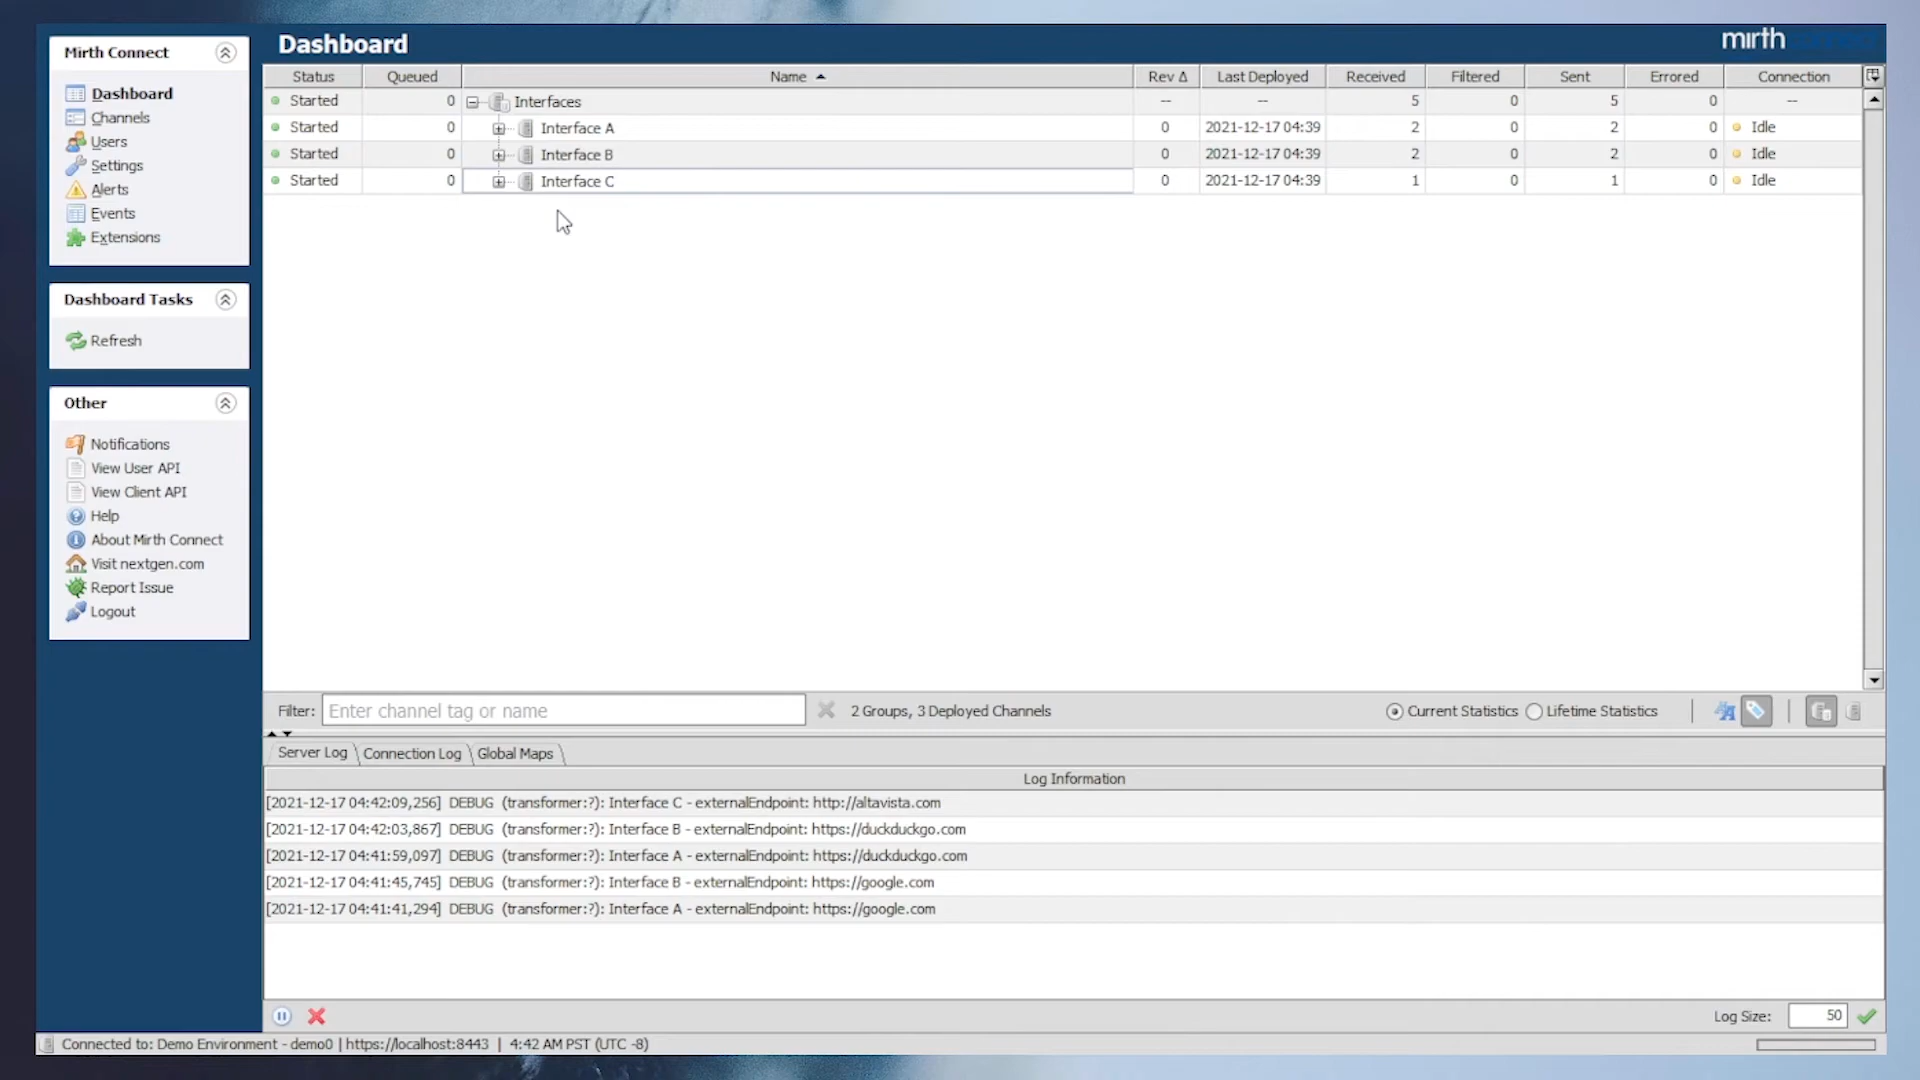 Mirth Connect
Dashboard
Channels
Users
Settings
Alerts
Events
Extensions
Dashboard Tasks
Refresh
Other
Notifications
View User API
View Client API
Help
About Mirth Connect
Visit nextgen.com
Report Issue
Logout
Dashboard
mirth
Status Queued Name Rev Δ Last Deployed Received Filtered Sent Errored Connection
Started 0 Interfaces -- -- 5 0 5 0 --
Started 0 Interface A 0 2021-12-17 04:39 2 0 2 0 Idle
Started 0 Interface B 0 2021-12-17 04:39 2 0 2 0 Idle
Started 0 Interface C 0 2021-12-17 04:39 1 0 1 0 Idle
Filter: Enter channel tag or name 2 Groups, 3 Deployed Channels Current Statistics Lifetime Statistics
Server Log Connection Log Global Maps
Log Information
[2021-12-17 04:42:09,256] DEBUG (transformer:?): Interface C - externalEndpoint: http://altavista.com
[2021-12-17 04:42:03,867] DEBUG (transformer:?): Interface B - externalEndpoint: https://duckduckgo.com
[2021-12-17 04:41:59,097] DEBUG (transformer:?): Interface A - externalEndpoint: https://duckduckgo.com
[2021-12-17 04:41:45,745] DEBUG (transformer:?): Interface B - externalEndpoint: https://google.com
[2021-12-17 04:41:41,294] DEBUG (transformer:?): Interface A - externalEndpoint: https://google.com
Log Size: 50
Connected to: Demo Environment - demo0 | https://localhost:8443 | 4:42 AM PST (UTC -8)